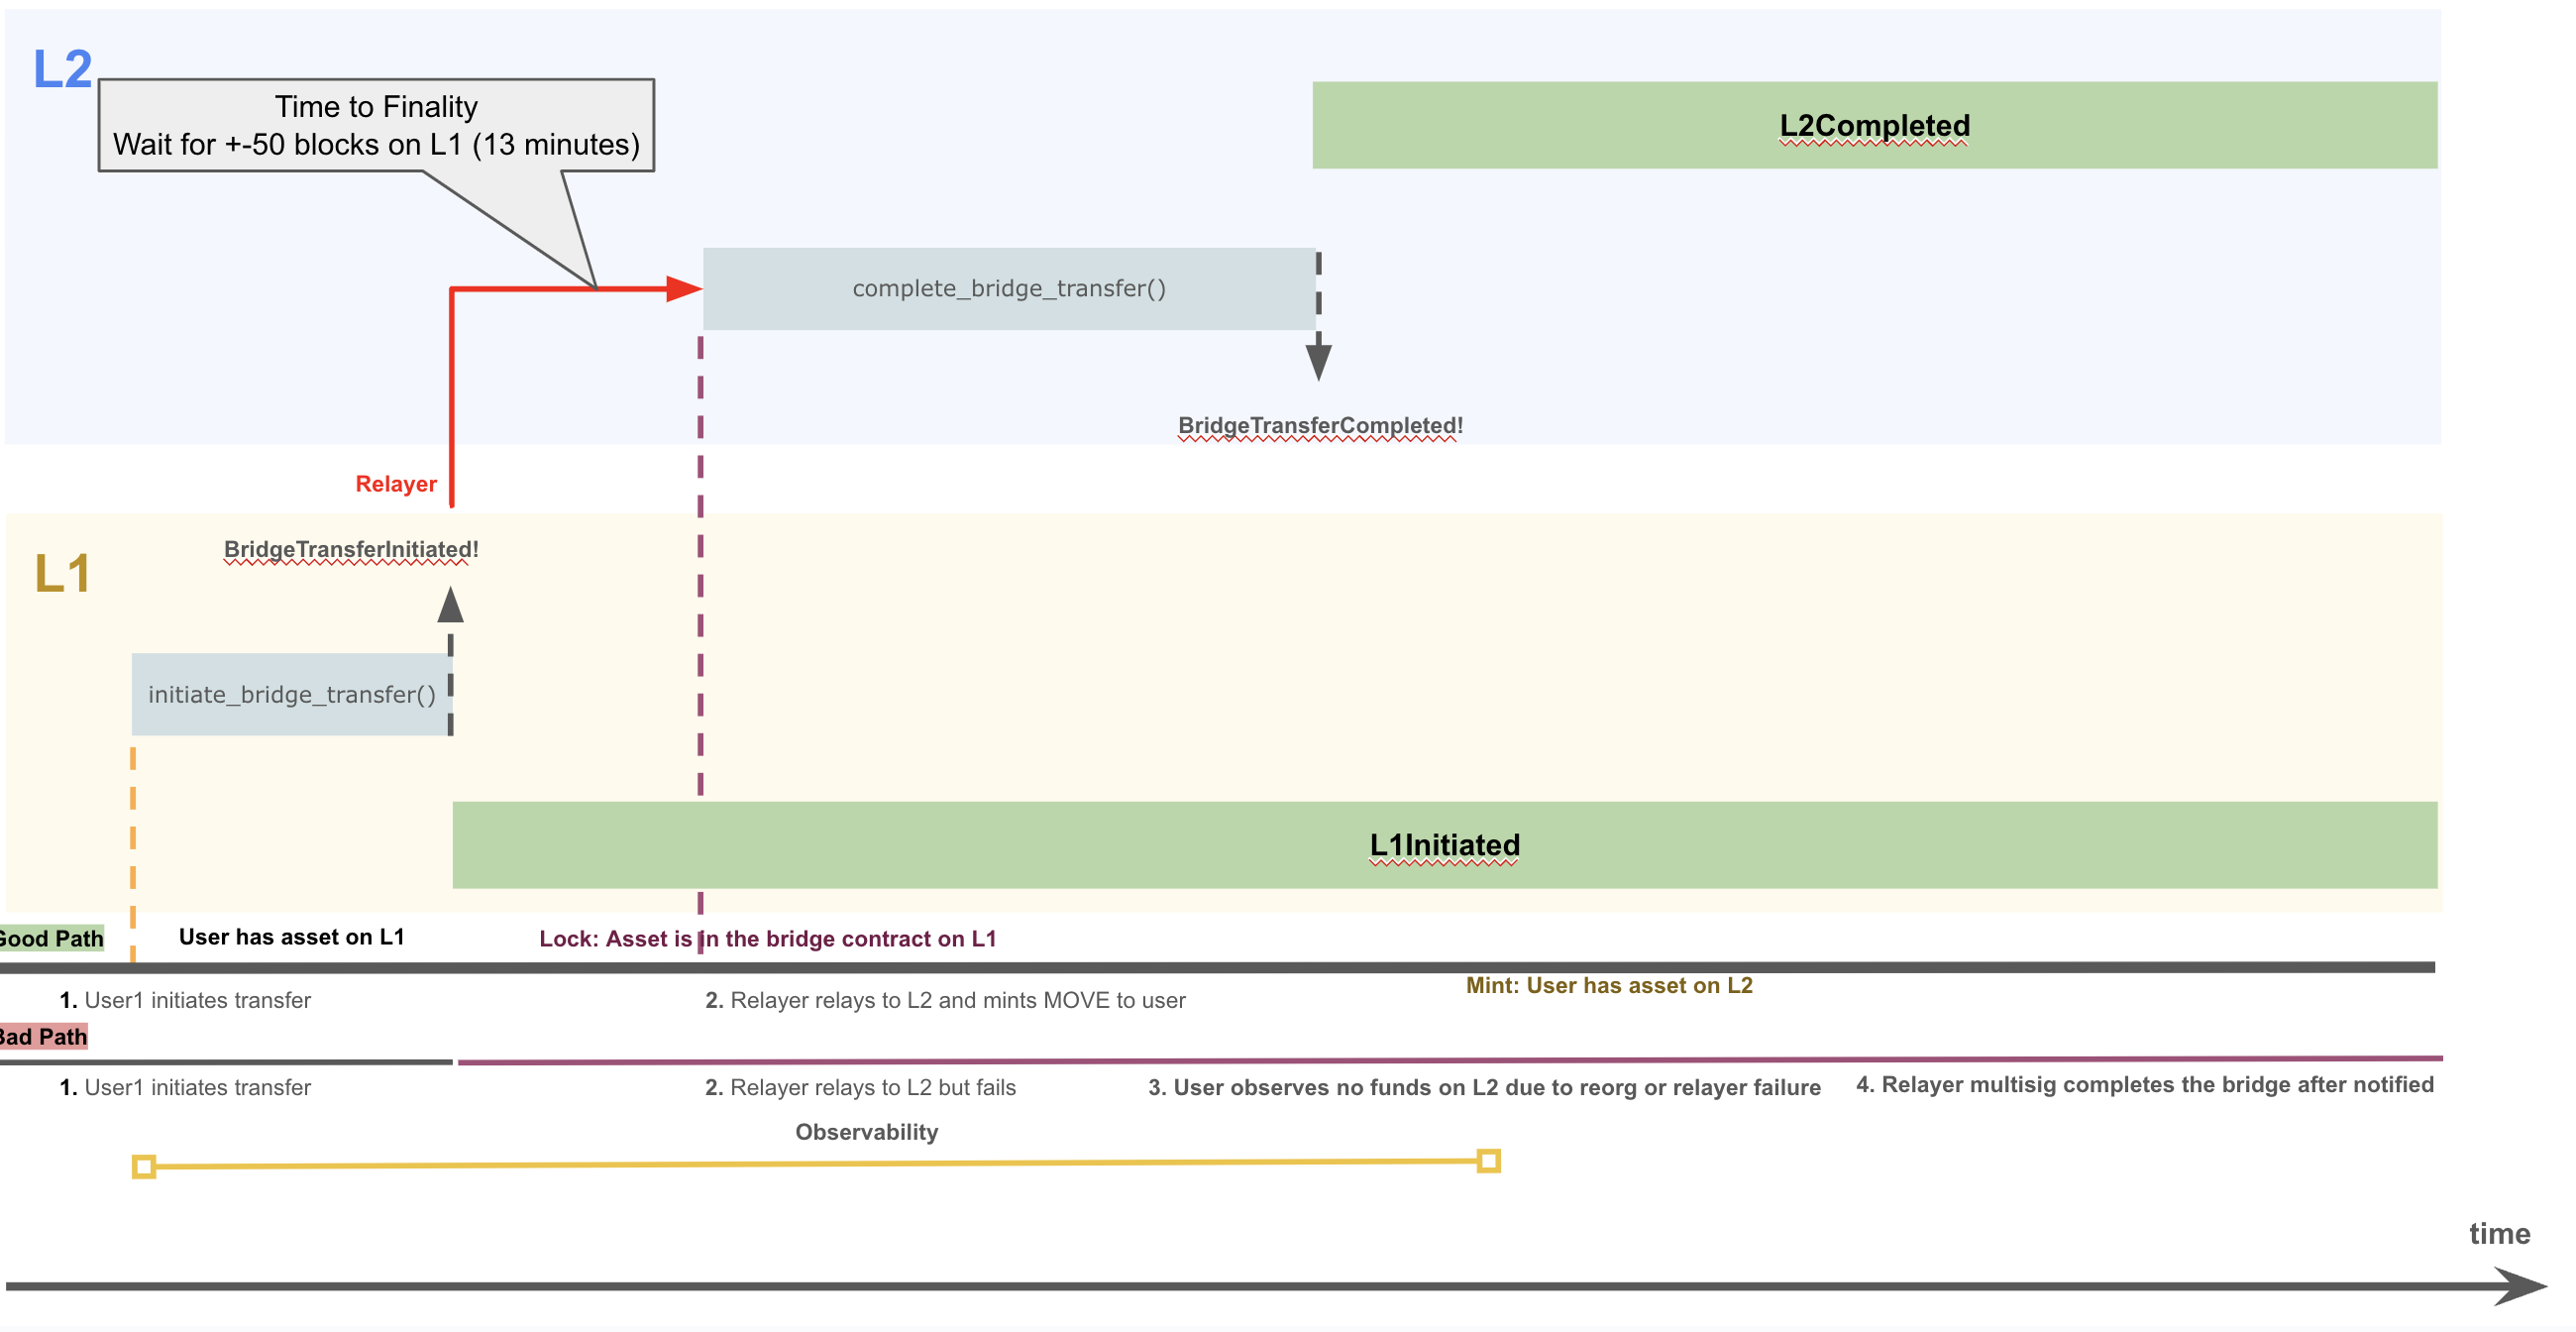 L2
Time to Finality
Wait for +-50 blocks on L1 (13 minutes)
L2Completed
complete_bridge_transfer()
BridgeTransferCompleted!
Relayer
BridgeTransferInitiated!
L1
initiate_bridge_transfer()
L1Initiated
Good Path
User has asset on L1
Lock: Asset is in the bridge contract on L1
Mint: User has asset on L2
1. User1 initiates transfer
2. Relayer relays to L2 and mints MOVE to user
Bad Path
1. User1 initiates transfer
2. Relayer relays to L2 but fails
3. User observes no funds on L2 due to reorg or relayer failure
4. Relayer multisig completes the bridge after notified
Observability
time